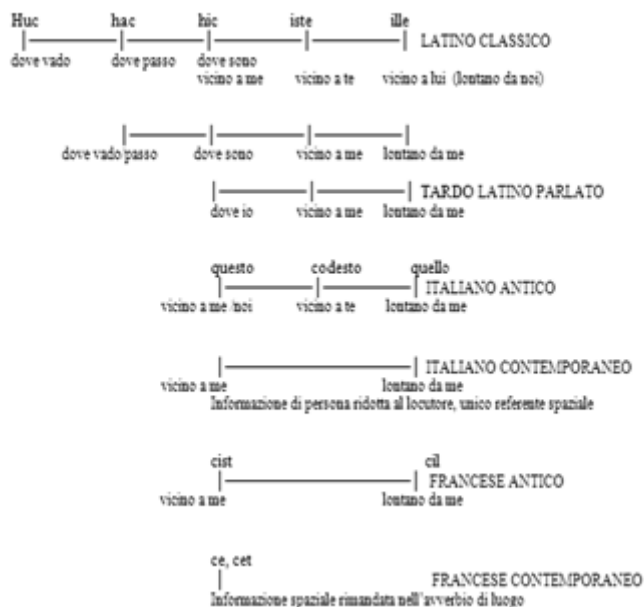 Huc hac hic iste ille
LATINO CLASSICO
dove vado dove passo dove sono
vicino a me vicino a te vicino a lui (lontano da noi)
dove vado/passo dove sono vicino a me lontano da me
TARDO LATINO PARLATO
dove io vicino a me lontano da me
questo codesto quello
ITALIANO ANTICO
vicino a me /noi vicino a te lontano da me
ITALIANO CONTEMPORANEO
vicino a me lontano da me
Informazione di persona ridotta al locutore, unico referente spaziale
cist cil
FRANCESE ANTICO
vicino a me lontano da me
ce, cet
FRANCESE CONTEMPORANEO
Informazione spaziale rimandata nell'avverbio di luogo